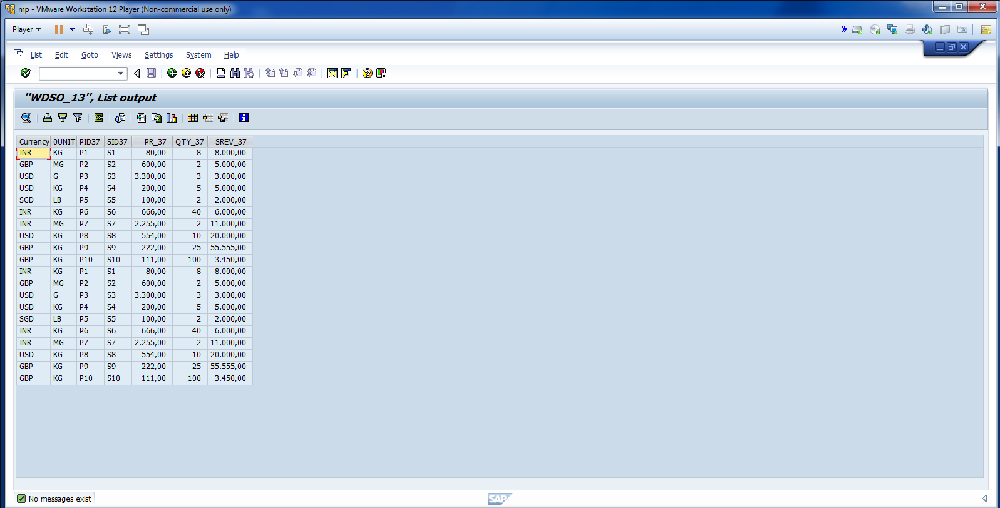 mp - VMware Workstation 12 Player (Non-commercial use only)
Player
List Edit Goto Views Settings System Help
"WDSO_13", List output
Currency 0UNIT PID37 SID37 PR_37 QTY_37 SREV_37
INR KG P1 S1 80,00 8 8.000,00
GBP MG P2 S2 600,00 2 5.000,00
USD G P3 S3 3.300,00 3 3.000,00
USD KG P4 S4 200,00 5 5.000,00
SGD LB P5 S5 100,00 2 2.000,00
INR KG P6 S6 666,00 40 6.000,00
INR MG P7 S7 2.255,00 2 11.000,00
USD KG P8 S8 554,00 10 20.000,00
GBP KG P9 S9 222,00 25 55.555,00
GBP KG P10 S10 111,00 100 3.450,00
INR KG P1 S1 80,00 8 8.000,00
GBP MG P2 S2 600,00 2 5.000,00
USD G P3 S3 3.300,00 3 3.000,00
USD KG P4 S4 200,00 5 5.000,00
SGD LB P5 S5 100,00 2 2.000,00
INR KG P6 S6 666,00 40 6.000,00
INR MG P7 S7 2.255,00 2 11.000,00
USD KG P8 S8 554,00 10 20.000,00
GBP KG P9 S9 222,00 25 55.555,00
GBP KG P10 S10 111,00 100 3.450,00
No messages exist
SAP